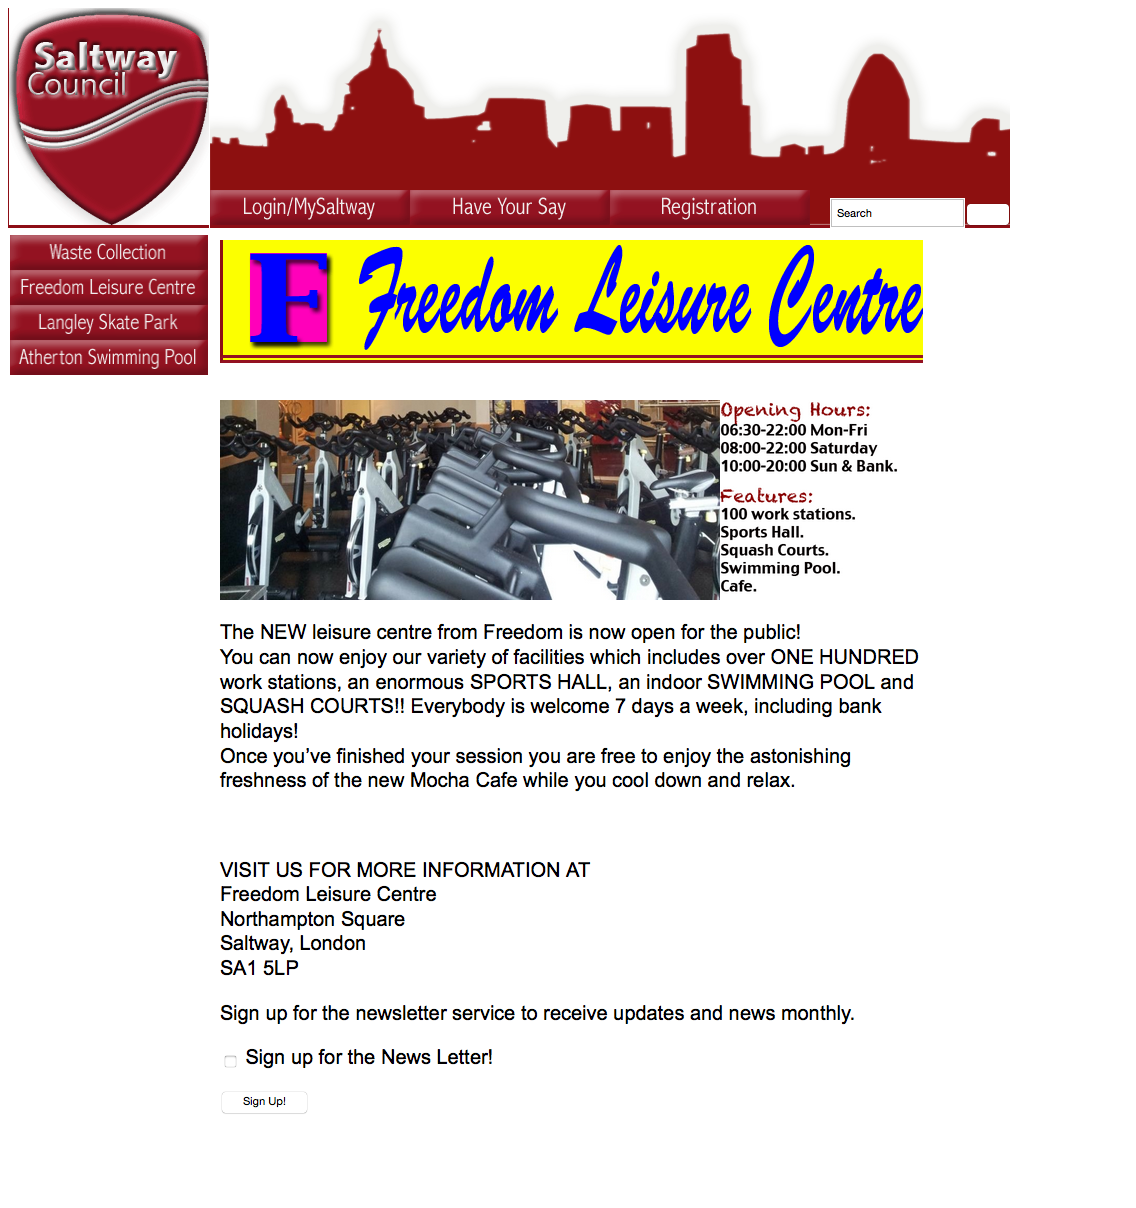 Saltway
Council
Login/MySaltway
Have Your Say
Registration
Search
Waste Collection
Freedom Leisure Centre
Langley Skate Park
Atherton Swimming Pool
F Freedom Leisure Centre
Opening Hours:
06:30-22:00 Mon-Fri
08:00-22:00 Saturday
10:00-20:00 Sun & Bank.
Features:
100 work stations.
Sports Hall.
Squash Courts.
Swimming Pool.
Cafe.
The NEW leisure centre from Freedom is now open for the public!
You can now enjoy our variety of facilities which includes over ONE HUNDRED
work stations, an enormous SPORTS HALL, an indoor SWIMMING POOL and
SQUASH COURTS!! Everybody is welcome 7 days a week, including bank
holidays!
Once you’ve finished your session you are free to enjoy the astonishing
freshness of the new Mocha Cafe while you cool down and relax.
VISIT US FOR MORE INFORMATION AT
Freedom Leisure Centre
Northampton Square
Saltway, London
SA1 5LP
Sign up for the newsletter service to receive updates and news monthly.
Sign up for the News Letter!
Sign Up!